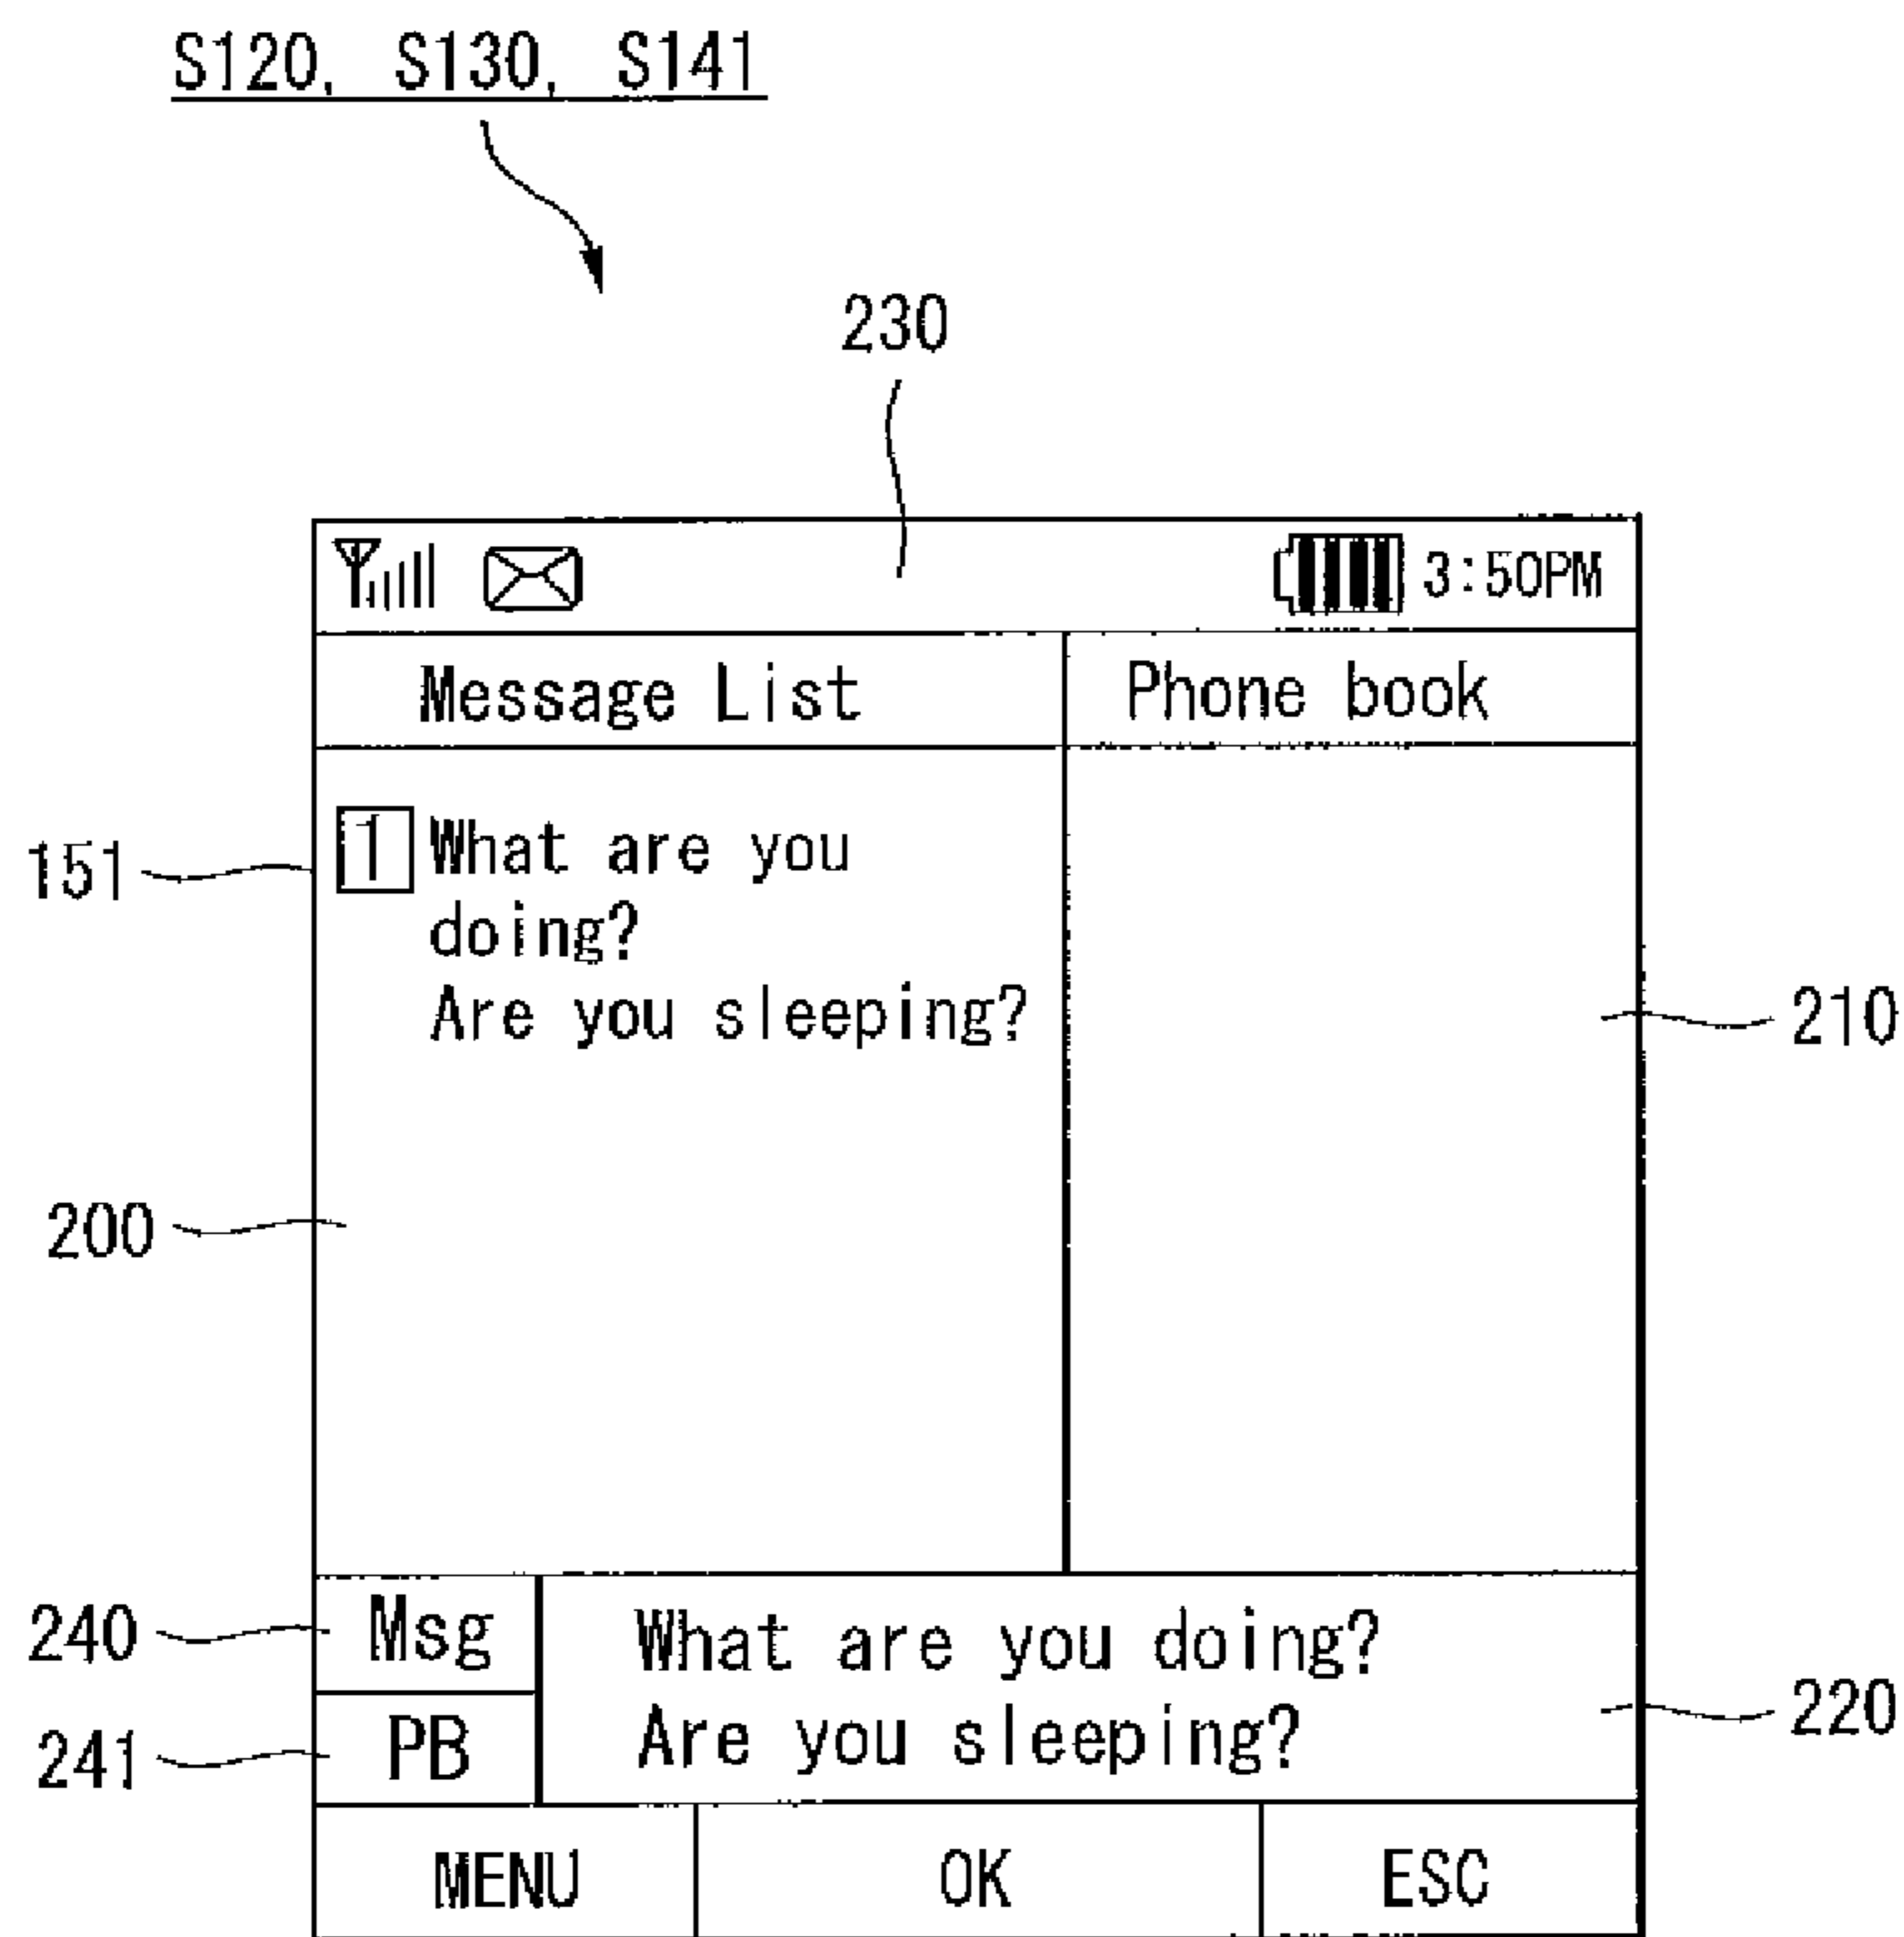 S120, S130, S141
230
3:50PM
Message List
Phone book
151
1 What are you
doing?
Are you sleeping?
210
200
240
Msg
What are you doing?
Are you sleeping?
220
241
PB
MENU
OK
ESC